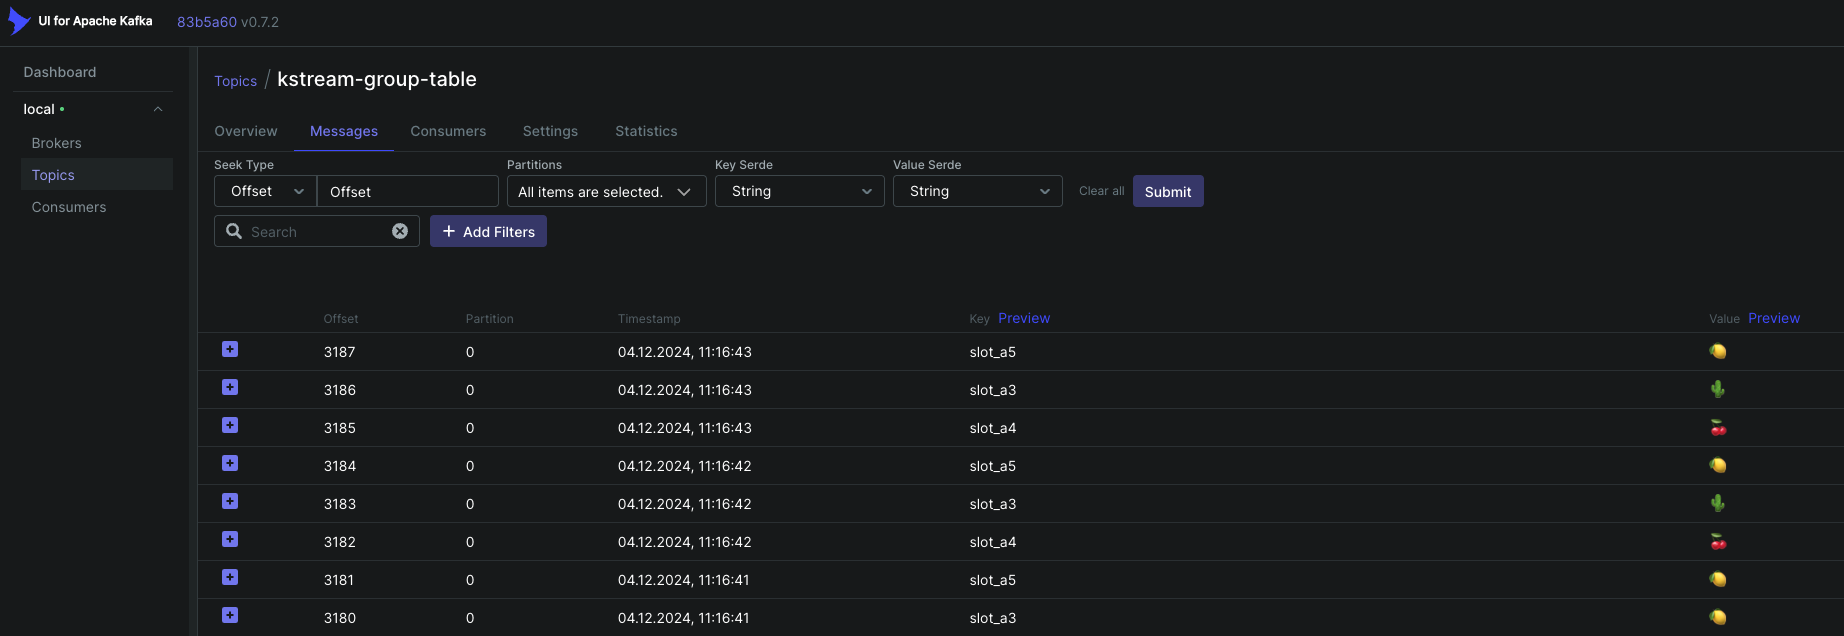 UI for Apache Kafka 83b5a60 v0.7.2
Dashboard
local
Brokers
Topics
Consumers
Topics / kstream-group-table
Overview Messages Consumers Settings Statistics
Seek Type Partitions Key Serde Value Serde
Offset Offset All items are selected. String String Clear all Submit
Search + Add Filters
Offset Partition Timestamp Key Preview Value Preview
3187 0 04.12.2024, 11:16:43 slot_a5 🍋
3186 0 04.12.2024, 11:16:43 slot_a3 🌵
3185 0 04.12.2024, 11:16:43 slot_a4 🍒
3184 0 04.12.2024, 11:16:42 slot_a5 🍋
3183 0 04.12.2024, 11:16:42 slot_a3 🌵
3182 0 04.12.2024, 11:16:42 slot_a4 🍒
3181 0 04.12.2024, 11:16:41 slot_a5 🍋
3180 0 04.12.2024, 11:16:41 slot_a3 🍋